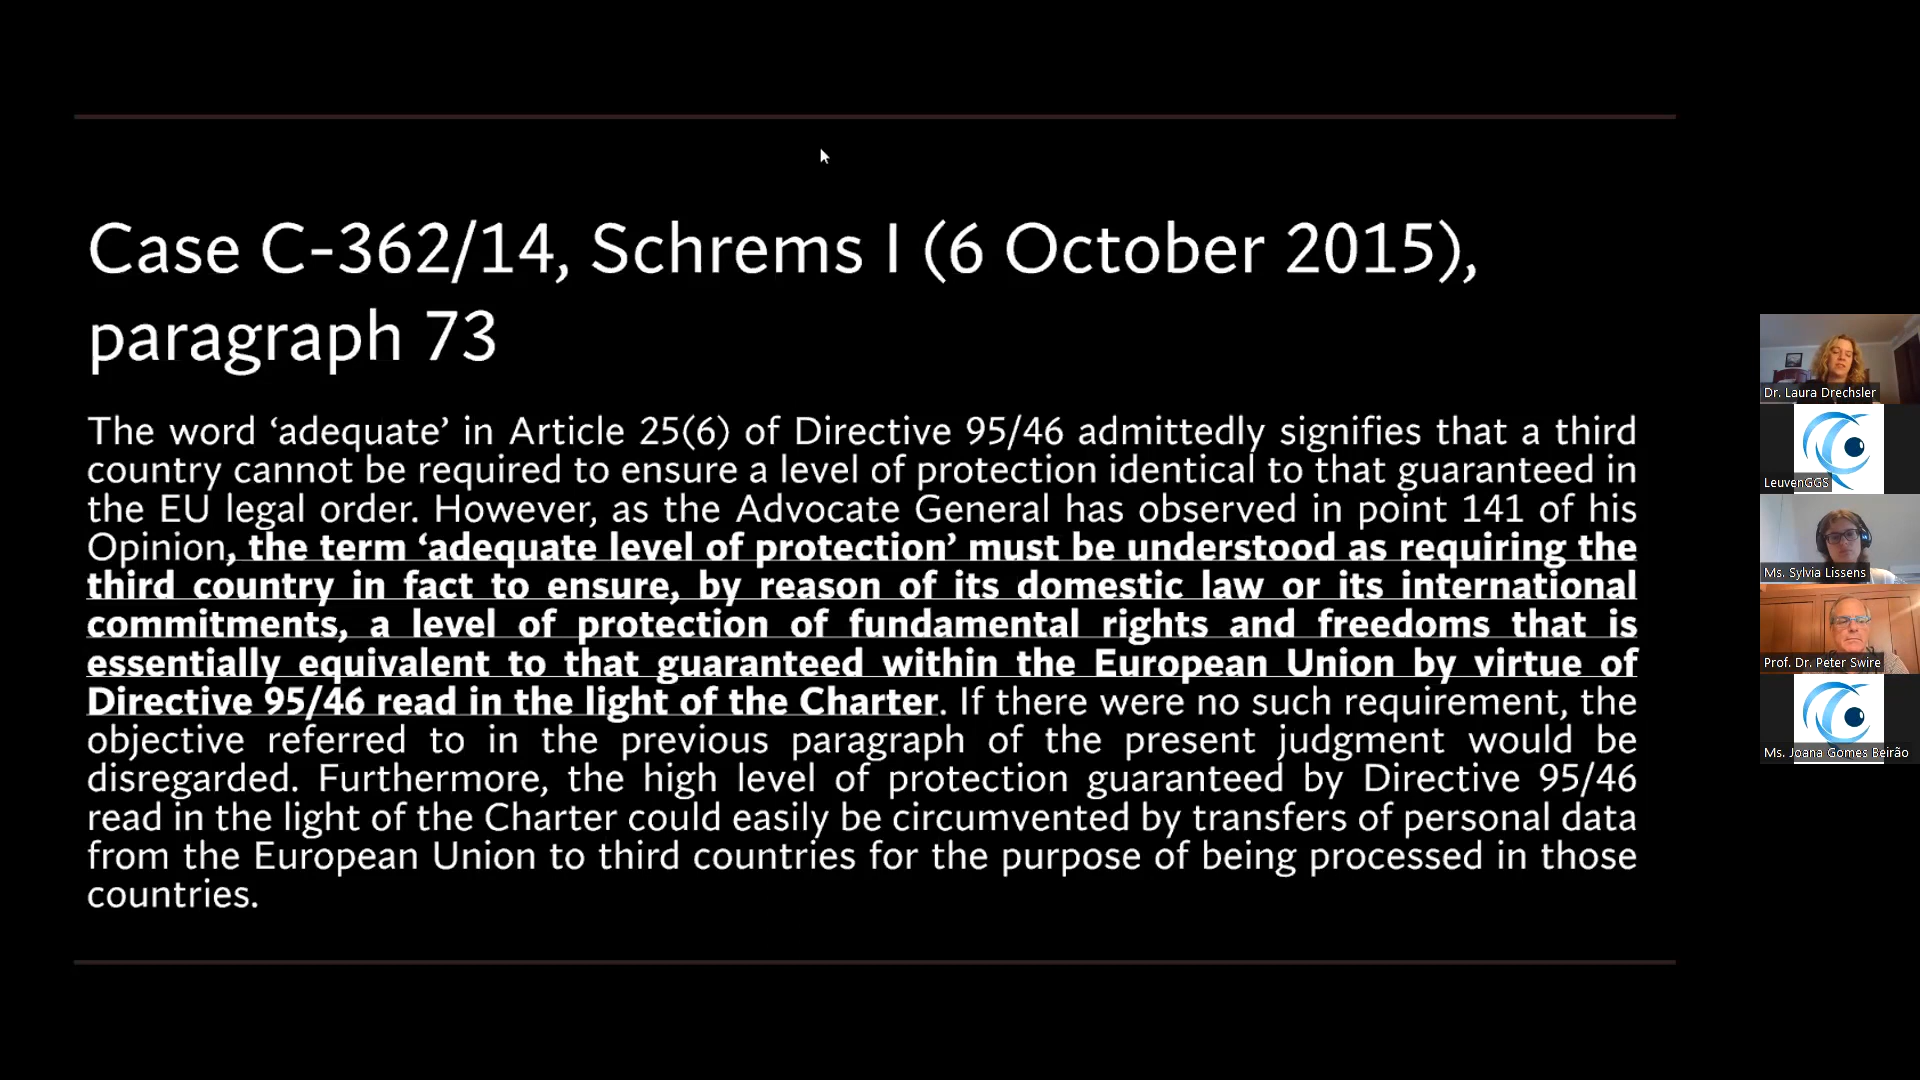 Case C-362/14, Schrems I (6 October 2015),
paragraph 73
The word ‘adequate’ in Article 25(6) of Directive 95/46 admittedly signifies that a third
country cannot be required to ensure a level of protection identical to that guaranteed in
the EU legal order. However, as the Advocate General has observed in point 141 of his
Opinion, the term ‘adequate level of protection’ must be understood as requiring the
third country in fact to ensure, by reason of its domestic law or its international
commitments, a level of protection of fundamental rights and freedoms that is
essentially equivalent to that guaranteed within the European Union by virtue of
Directive 95/46 read in the light of the Charter. If there were no such requirement, the
objective referred to in the previous paragraph of the present judgment would be
disregarded. Furthermore, the high level of protection guaranteed by Directive 95/46
read in the light of the Charter could easily be circumvented by transfers of personal data
from the European Union to third countries for the purpose of being processed in those
countries.
Dr. Laura Drechsler
LeuvenGGS
Ms. Sylvia Lissens
Prof. Dr. Peter Swire
Ms. Joana Gomes Beirão